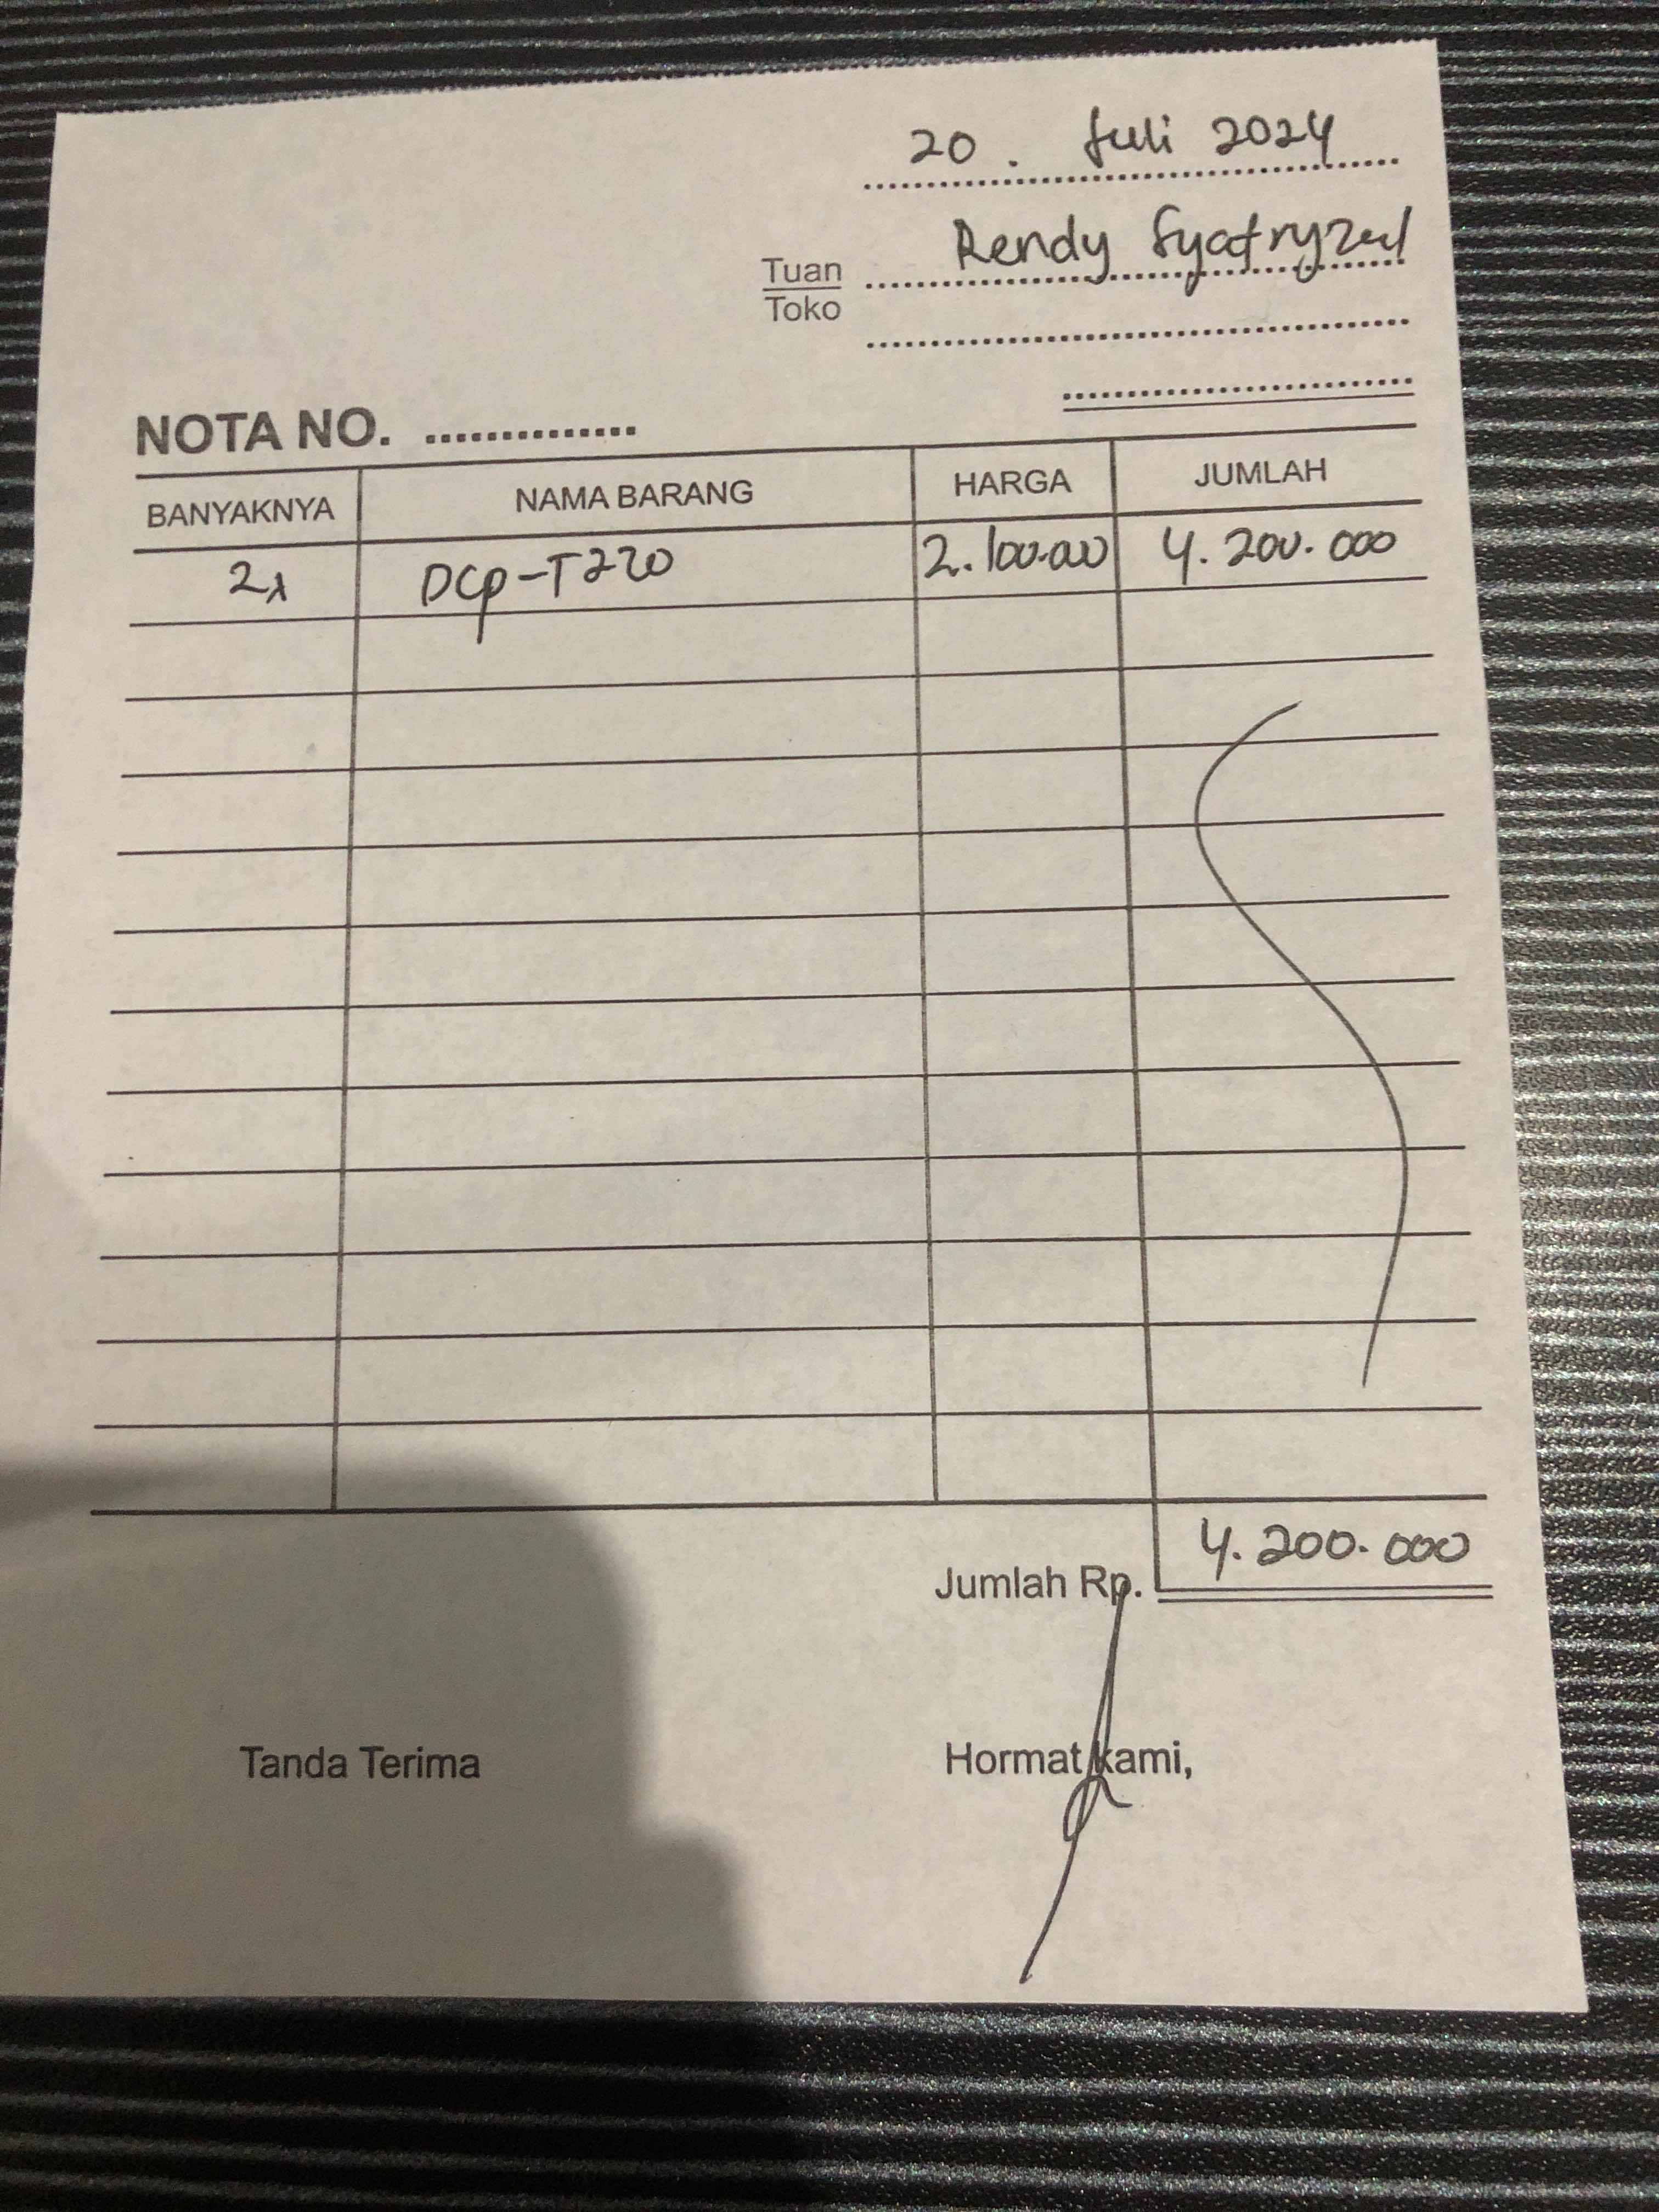 20. Juli 2024
Tuan Rendy Syafryzal
Toko
NOTA NO.
BANYAKNYA NAMA BARANG HARGA JUMLAH
2x DCP-T220 2.100.000 4.200.000
Jumlah Rp. 4.200.000
Tanda Terima Hormat kami,